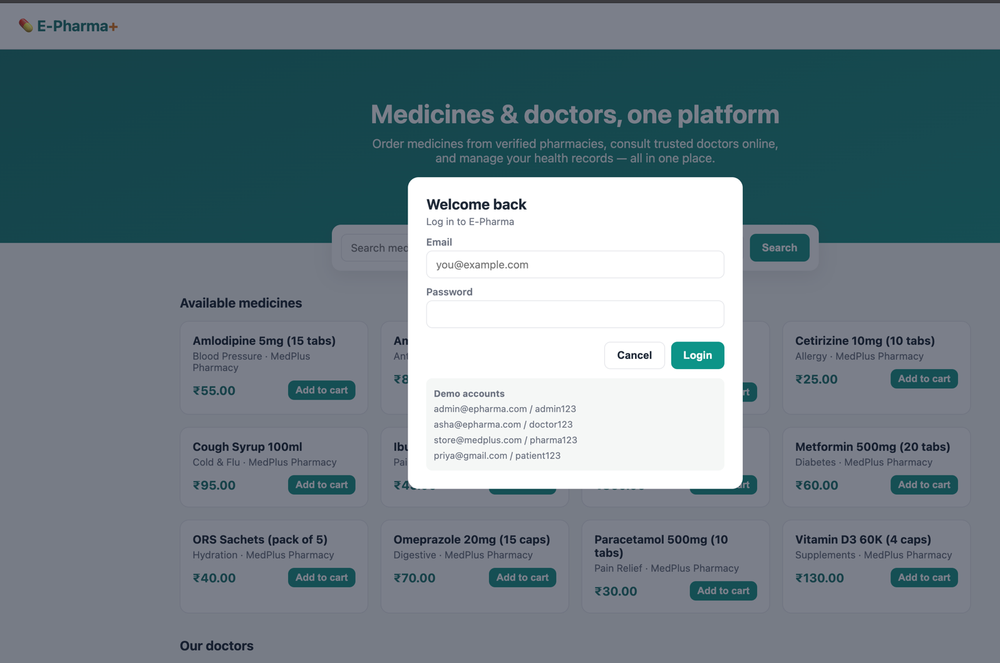 E-Pharma+
Medicines & doctors, one platform
Order medicines from verified pharmacies, consult trusted doctors online,
and manage your health records — all in one place.
Search
Welcome back
Log in to E-Pharma
Email
you@example.com
Password
Cancel
Login
Demo accounts
admin@epharma.com / admin123
asha@epharma.com / doctor123
store@medplus.com / pharma123
priya@gmail.com / patient123
Available medicines
Amlodipine 5mg (15 tabs)
Blood Pressure · MedPlus
Pharmacy
₹55.00
Add to cart
Cetirizine 10mg (10 tabs)
Allergy · MedPlus Pharmacy
₹25.00
Add to cart
Cough Syrup 100ml
Cold & Flu · MedPlus Pharmacy
₹95.00
Add to cart
Metformin 500mg (20 tabs)
Diabetes · MedPlus Pharmacy
₹60.00
Add to cart
ORS Sachets (pack of 5)
Hydration · MedPlus Pharmacy
₹40.00
Add to cart
Omeprazole 20mg (15 caps)
Digestive · MedPlus Pharmacy
₹70.00
Add to cart
Paracetamol 500mg (10
tabs)
Pain Relief · MedPlus Pharmacy
₹30.00
Add to cart
Vitamin D3 60K (4 caps)
Supplements · MedPlus Pharmacy
₹130.00
Add to cart
Our doctors